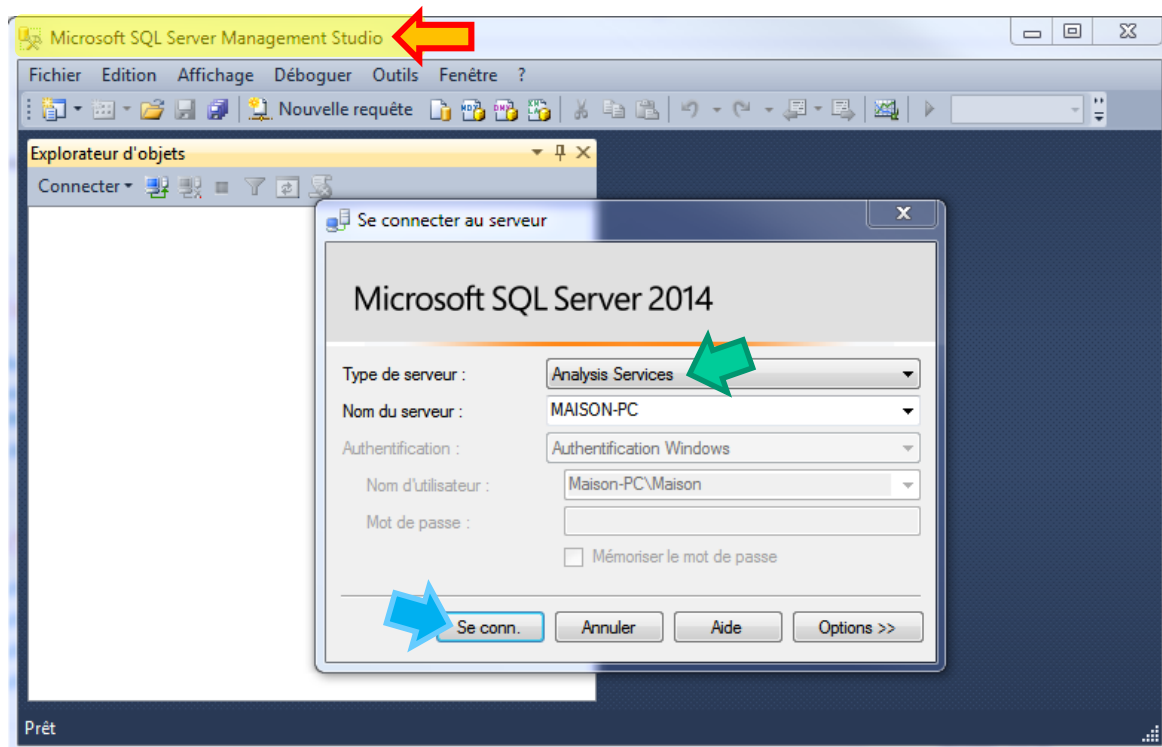 Microsoft SQL Server Management Studio
Fichier Edition Affichage Déboguer Outils Fenêtre ?
Nouvelle requête
Explorateur d'objets
Connecter
Se connecter au serveur
Microsoft SQL Server 2014
Type de serveur : Analysis Services
Nom du serveur : MAISON-PC
Authentification : Authentification Windows
Nom d'utilisateur : Maison-PC\Maison
Mot de passe :
Mémoriser le mot de passe
Se conn. Annuler Aide Options >>
Prêt